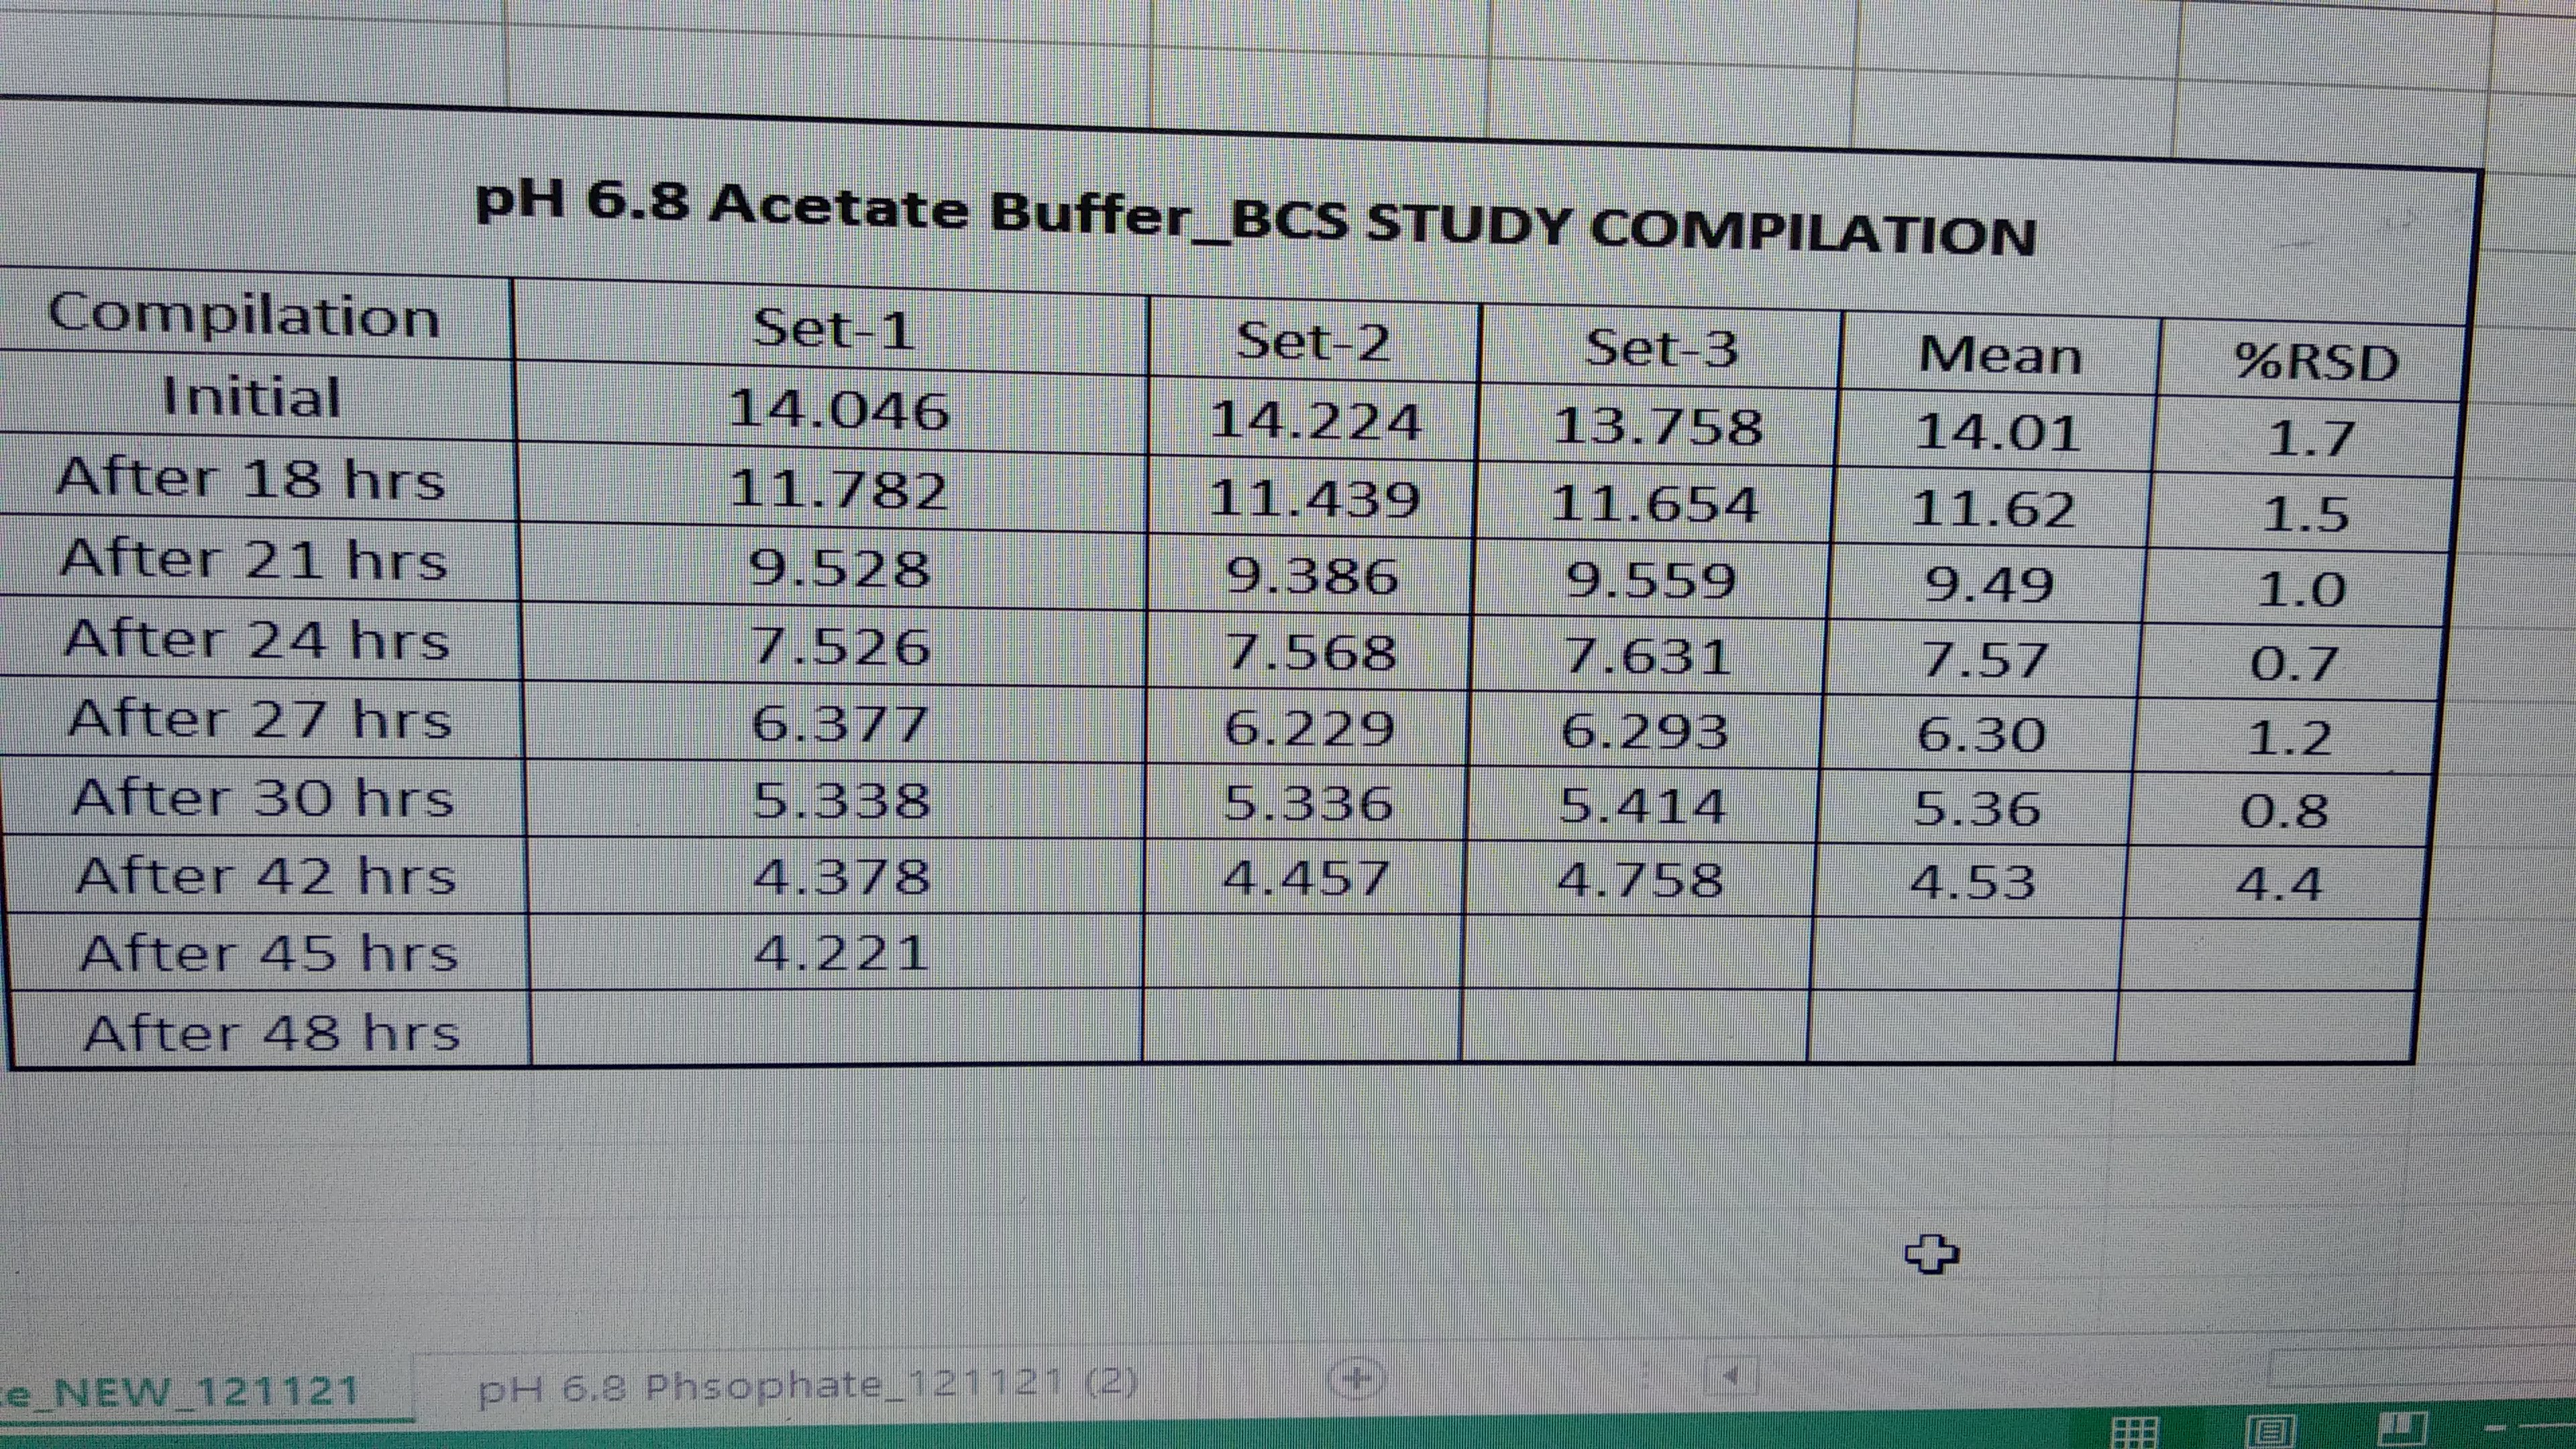 pH 6.8 Acetate Buffer_BCS STUDY COMPILATION
Compilation Set-1 Set-2 Set-3 Mean %RSD
Initial 14.046 14.224 13.758 14.01 1.7
After 18 hrs 11.782 11.439 11.654 11.62 1.5
After 21 hrs 9.528 9.386 9.559 9.49 1.0
After 24 hrs 7.526 7.568 7.631 7.57 0.7
After 27 hrs 6.377 6.229 6.293 6.30 1.2
After 30 hrs 5.338 5.336 5.414 5.36 0.8
After 42 hrs 4.378 4.457 4.758 4.53 4.4
After 45 hrs 4.221
After 48 hrs
e_NEW_121121 pH 6.8 Phsophate_121121 (2)